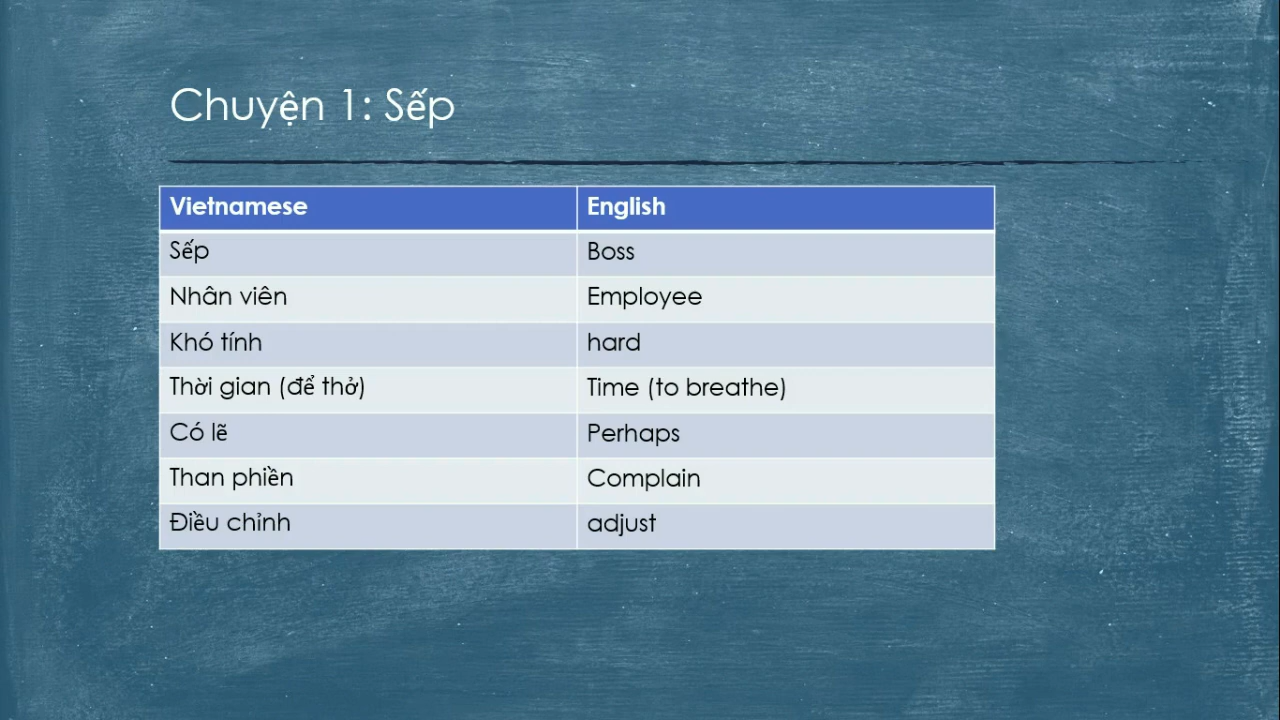 Chuyện 1: Sếp
Vietnamese English
Sếp Boss
Nhân viên Employee
Khó tính hard
Thời gian (để thở) Time (to breathe)
Có lẽ Perhaps
Than phiền Complain
Điều chỉnh adjust